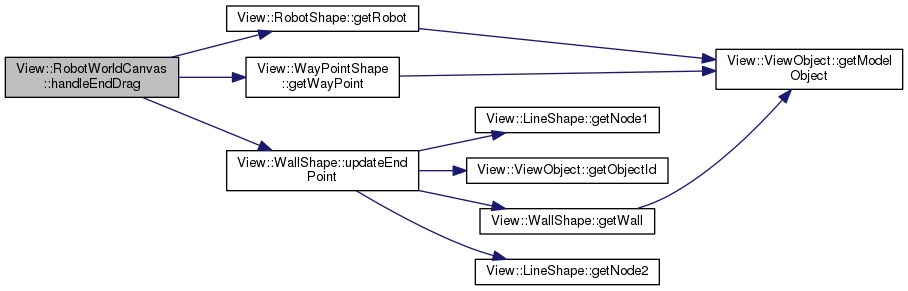 View::RobotShape::getRobot
View::RobotWorldCanvas
::handleEndDrag
View::WayPointShape
::getWayPoint
View::ViewObject::getModel
Object
View::LineShape::getNode1
View::WallShape::updateEnd
Point
View::ViewObject::getObjectId
View::WallShape::getWall
View::LineShape::getNode2